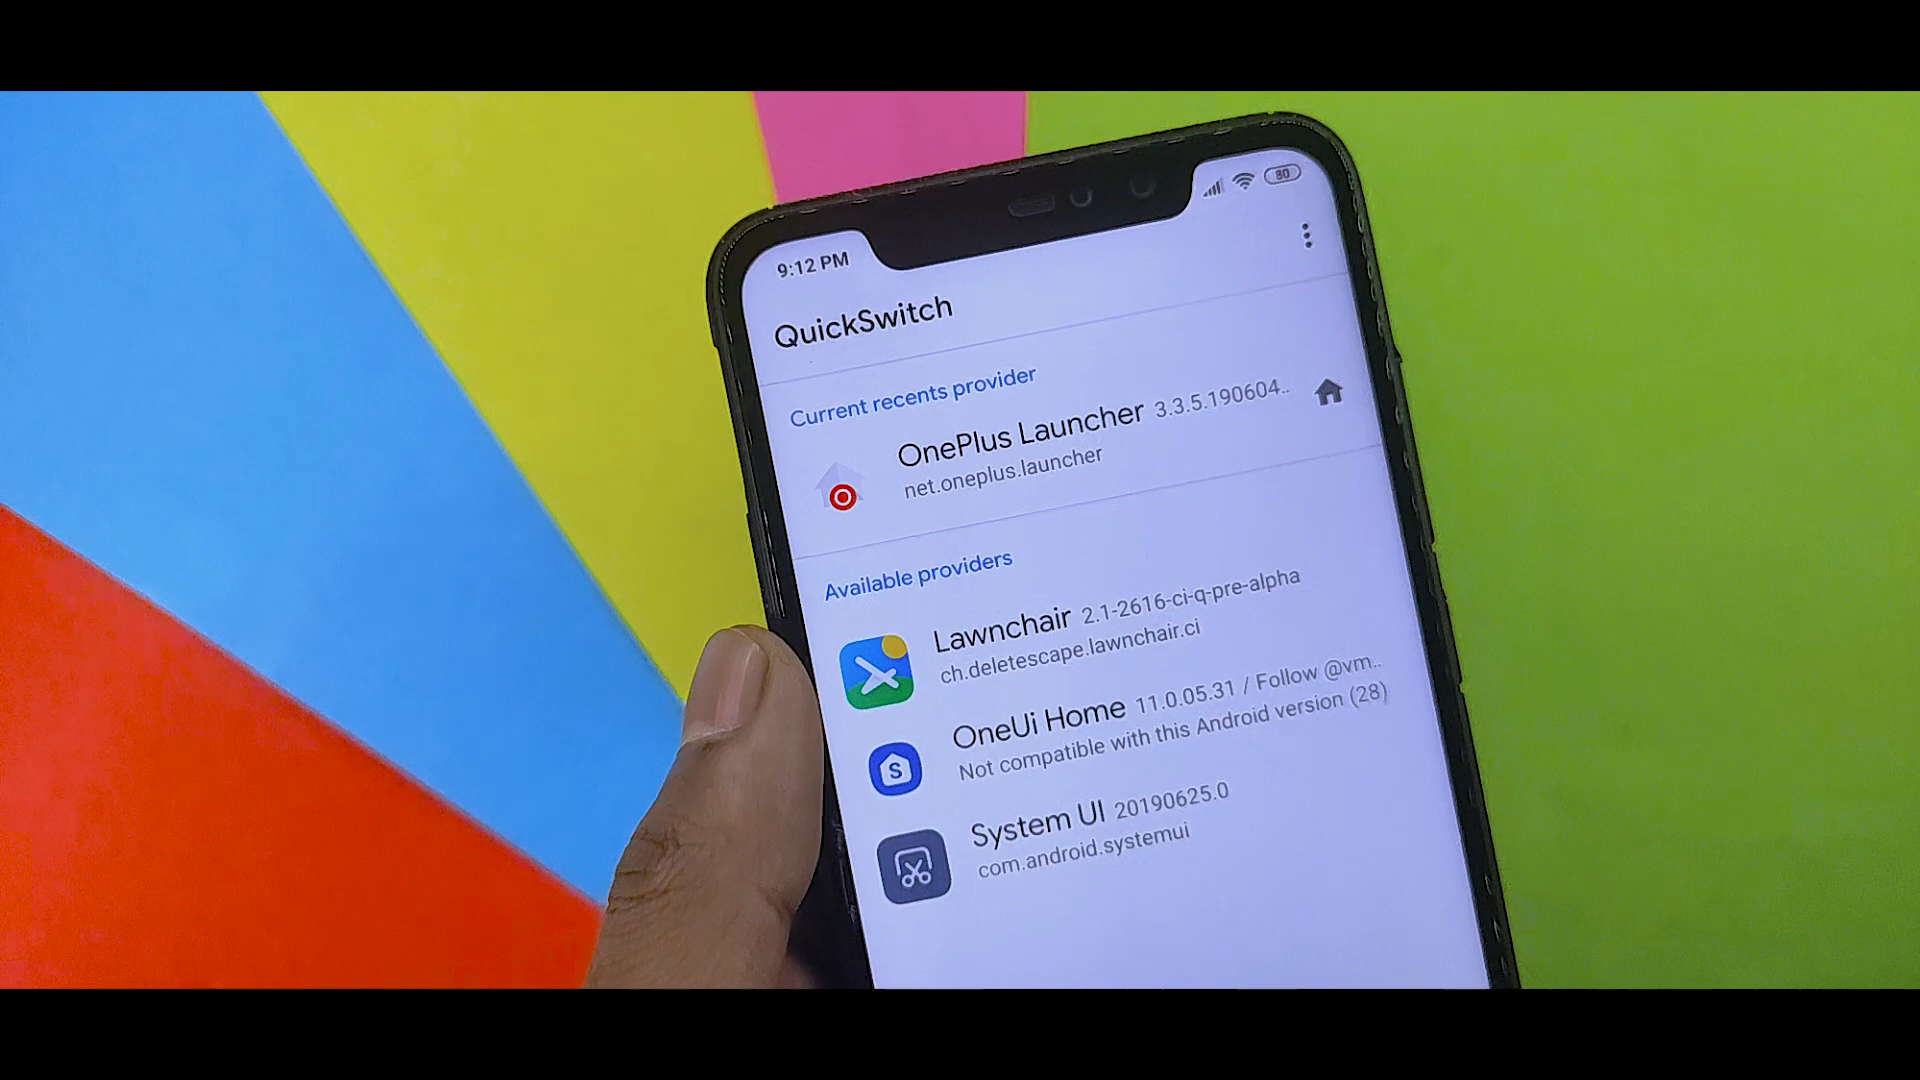 9:12 PM
80
QuickSwitch
Current recents provider
OnePlus Launcher 3.3.5.190604..
net.oneplus.launcher
Available providers
Lawnchair 2.1-2616-ci-q-pre-alpha
ch.deletescape.lawnchair.ci
OneUi Home 11.0.05.31 / Follow @vm..
Not compatible with this Android version (28)
S
System UI 20190625.0
com.android.systemui